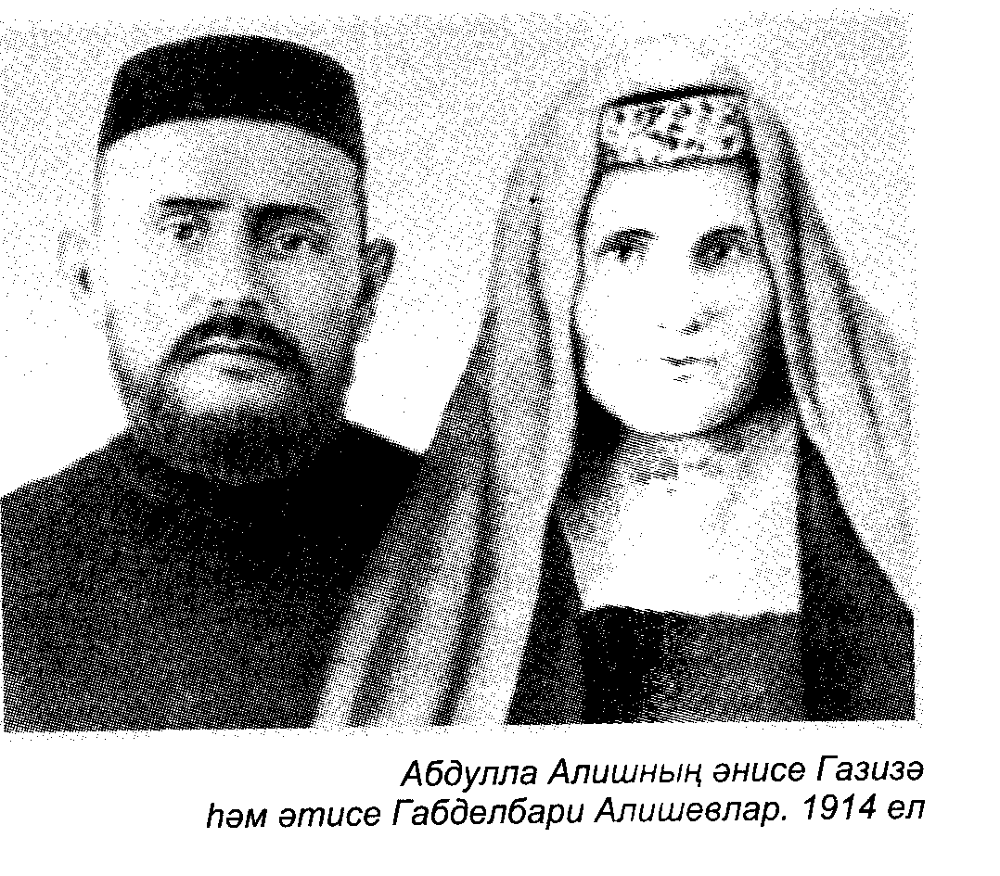 Абдулла Алишның әнисе Газизә
һәм әтисе Габделбари Алишевлар. 1914 ел